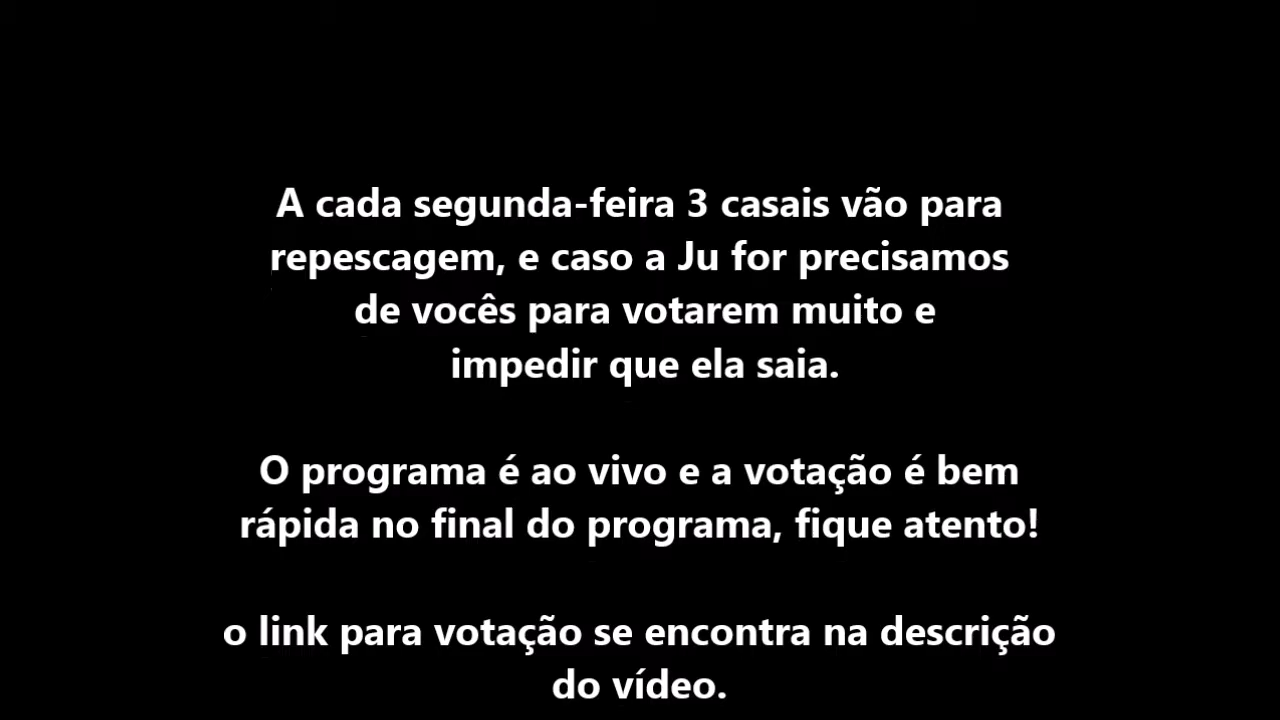 A cada segunda-feira 3 casais vão para
repescagem, e caso a Ju for precisamos
de vocês para votarem muito e
impedir que ela saia.
O programa é ao vivo e a votação é bem
rápida no final do programa, fique atento!
o link para votação se encontra na descrição
do vídeo.